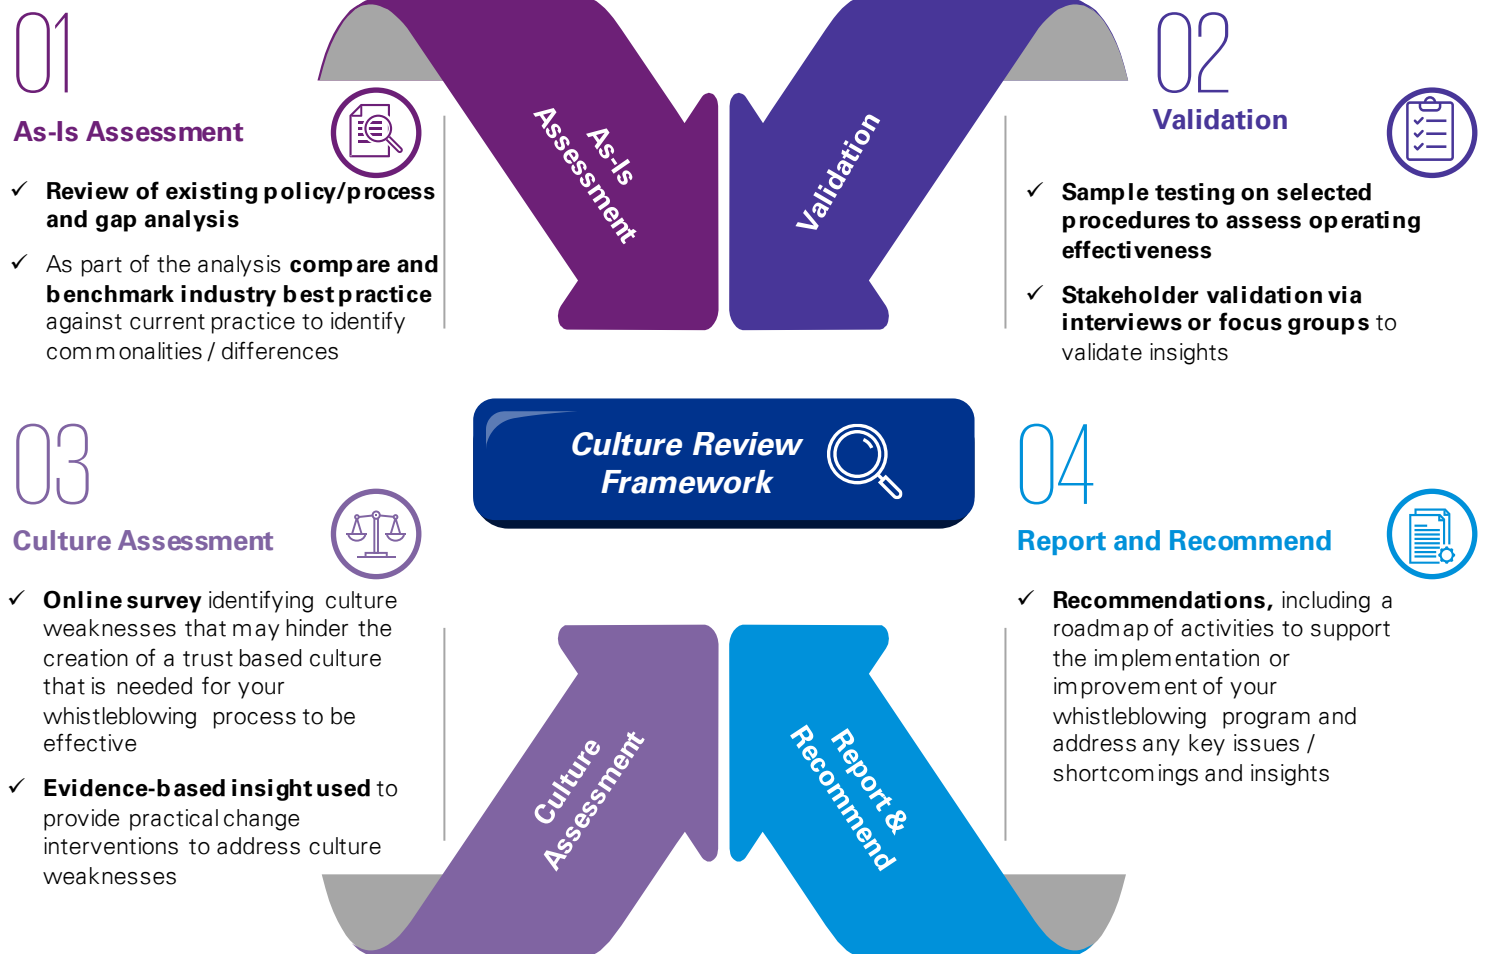 01
As-Is Assessment
✓ Review of existing policy/process
and gap analysis
✓ As part of the analysis compare and
benchmark industry best practice
against current practice to identify
commonalities / differences
As-Is
Assessment
Validation
02
Validation
✓ Sample testing on selected
procedures to assess operating
effectiveness
✓ Stakeholder validation via
interviews or focus groups to
validate insights
Culture Review
Framework
03
Culture Assessment
✓ Online survey identifying culture
weaknesses that may hinder the
creation of a trust based culture
that is needed for your
whistleblowing process to be
effective
✓ Evidence-based insight used to
provide practical change
interventions to address culture
weaknesses
Culture
Assessment
Report &
Recommend
04
Report and Recommend
✓ Recommendations, including a
roadmap of activities to support
the implementation or
improvement of your
whistleblowing program and
address any key issues /
shortcomings and insights